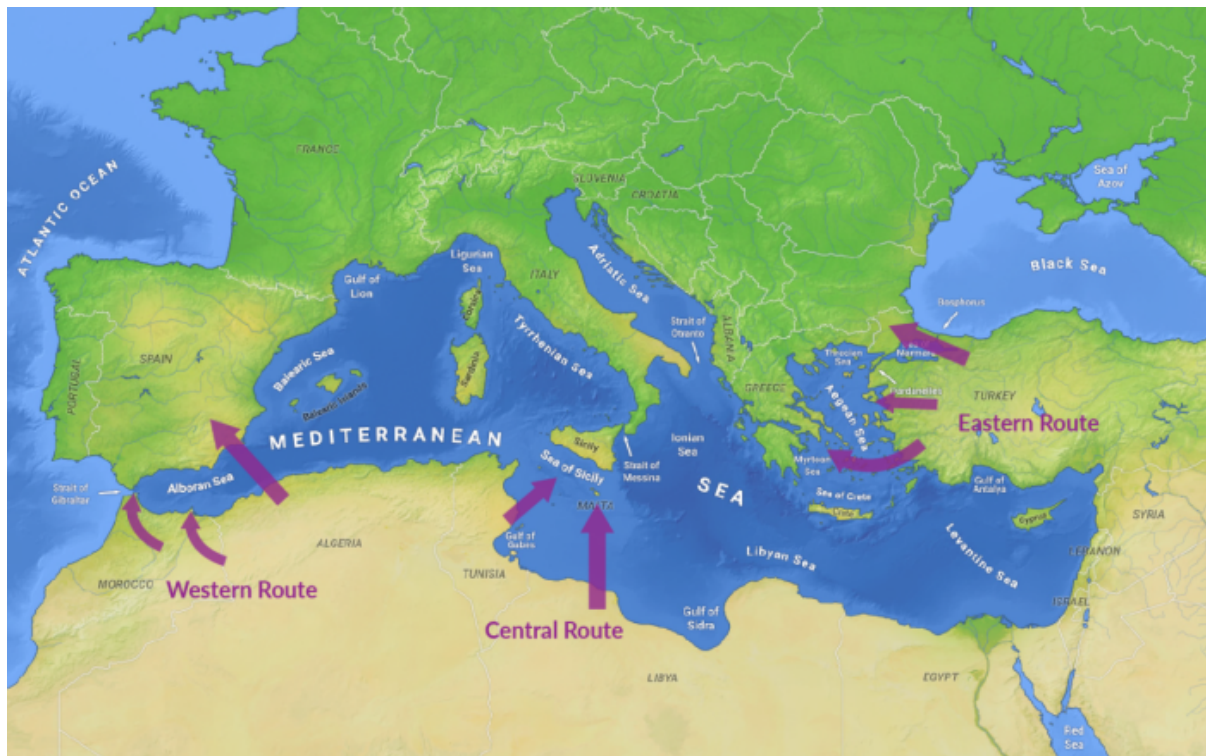 FRANCE
SLOVENIA
CROATIA
Sea of
Azov
ATLANTIC OCEAN
Ligurian
Sea
Gulf of
Lion
ITALY
Adriatic Sea
Black Sea
Bosphorus
Corsica
Tyrrhenian Sea
Strait of
Otranto
ALBANIA
Marmara
Thracian
Sea
SPAIN
PORTUGAL
Balearic Sea
Balearic Islands
Sardinia
GREECE
Aegean Sea
Dardanelles
TURKEY
Eastern Route
MEDITERRANEAN
SEA
Sicily
Ionian
Sea
Strait of
Messina
Myrtoan
Sea
Sea of Sicily
Strait of
Gibraltar
Alboran Sea
MALTA
Sea of Crete
Crete
Gulf of
Antalya
Cyprus
SYRIA
LEBANON
Gulf of
Gabes
ALGERIA
TUNISIA
MOROCCO
Western Route
Libyan Sea
Levantine Sea
ISRAEL
Central Route
Gulf of
Sidra
LIBYA
EGYPT
Red
Sea